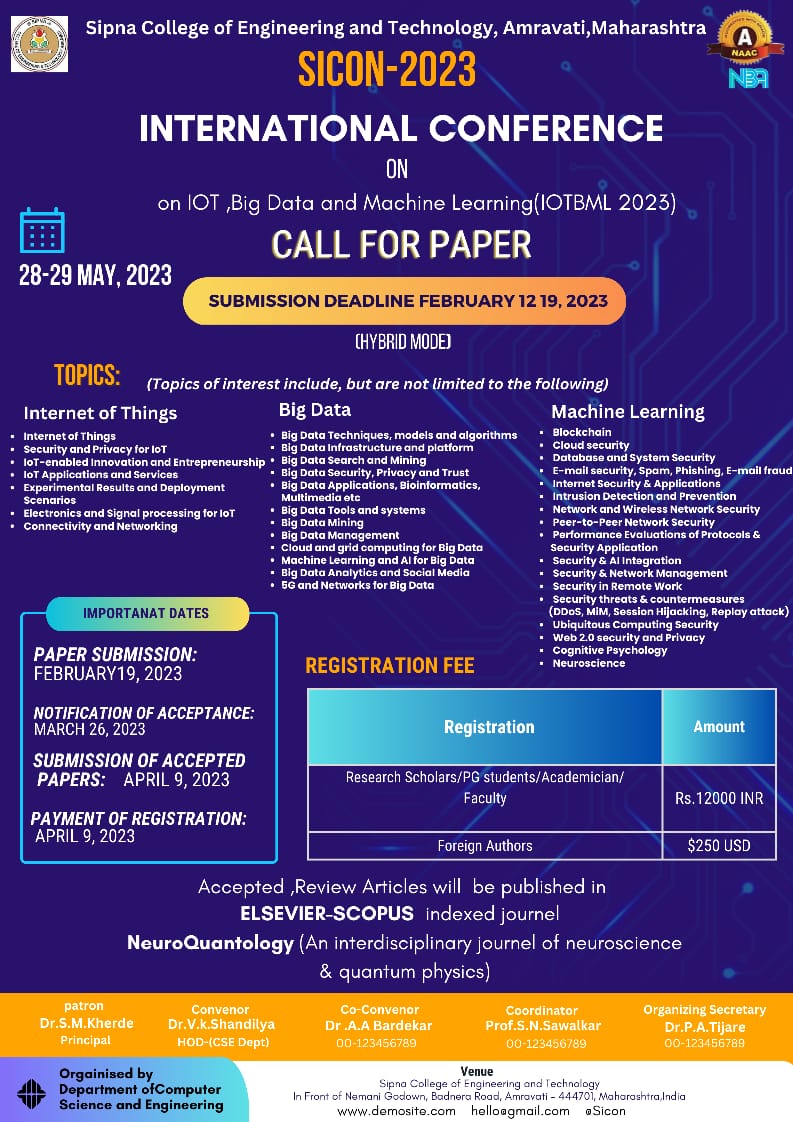 Sipna College of Engineering and Technology, Amravati,Maharashtra
A
NAAC
NBA
SICON-2023
INTERNATIONAL CONFERENCE
ON
on IOT ,Big Data and Machine Learning(IOTBML 2023)
CALL FOR PAPER
28-29 MAY, 2023
SUBMISSION DEADLINE FEBRUARY 12 19, 2023
(HYBRID MODE)
TOPICS:
(Topics of interest include, but are not limited to the following)
Internet of Things
• Internet of Things
• Security and Privacy for IoT
• IoT-enabled Innovation and Entrepreneurship
• IoT Applications and Services
• Experimental Results and Deployment
Scenarios
• Electronics and Signal processing for IoT
• Connectivity and Networking
Big Data
• Big Data Techniques, models and algorithms
• Big Data Infrastructure and platform
• Big Data Search and Mining
• Big Data Security, Privacy and Trust
• Big Data Applications, Bioinformatics,
Multimedia etc
• Big Data Tools and systems
• Big Data Mining
• Big Data Management
• Cloud and grid computing for Big Data
• Machine Learning and AI for Big Data
• Big Data Analytics and Social Media
• 5G and Networks for Big Data
Machine Learning
• Blockchain
• Cloud security
• Database and System Security
• E-mail security, Spam, Phishing, E-mail fraud
• Internet Security & Applications
• Intrusion Detection and Prevention
• Network and Wireless Network Security
• Peer-to-Peer Network Security
• Performance Evaluations of Protocols &
Security Application
• Security & AI Integration
• Security & Network Management
• Security in Remote Work
• Security threats & countermeasures
(DDoS, MiM, Session Hijacking, Replay attack)
• Ubiquitous Computing Security
• Web 2.0 security and Privacy
• Cognitive Psychology
• Neuroscience
IMPORTANAT DATES
PAPER SUBMISSION:
FEBRUARY19, 2023
NOTIFICATION OF ACCEPTANCE:
MARCH 26, 2023
SUBMISSION OF ACCEPTED
PAPERS: APRIL 9, 2023
PAYMENT OF REGISTRATION:
APRIL 9, 2023
REGISTRATION FEE
Registration Amount
Research Scholars/PG students/Academician/
Faculty Rs.12000 INR
Foreign Authors $250 USD
Accepted ,Review Articles will be published in
ELSEVIER-SCOPUS indexed journel
NeuroQuantology (An interdisciplinary journel of neuroscience
& quantum physics)
patron
Dr.S.M.Kherde
Principal
Convenor
Dr.V.k.Shandilya
HOD-(CSE Dept)
Co-Convenor
Dr .A.A Bardekar
00-123456789
Coordinator
Prof.S.N.Sawalkar
00-123456789
Organizing Secretary
Dr.P.A.Tijare
00-123456789
Orgainised by
Department ofComputer
Science and Engineering
Venue
Sipna College of Engineering and Technology
In Front of Nemani Godown, Badnera Road, Amravati - 444701, Maharashtra,India
www.demosite.com hello@gmail.com @Sicon